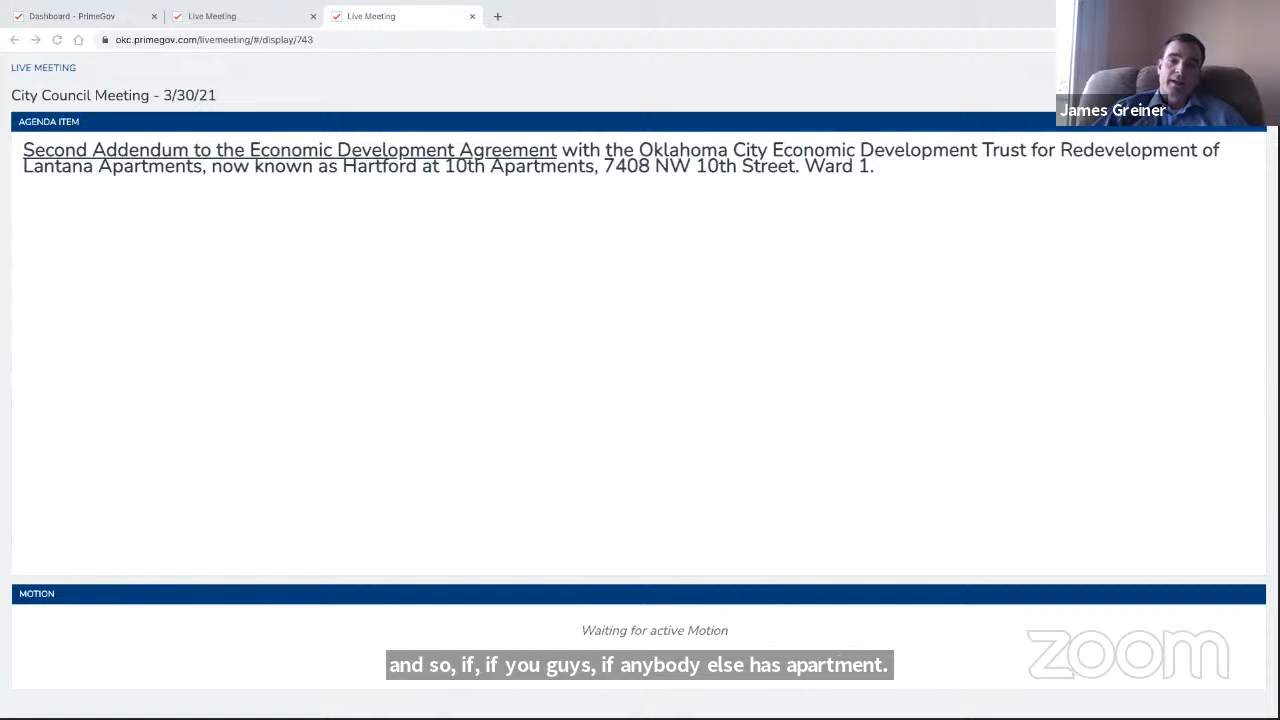 Dashboard - PrimeGov
Live Meeting
Live Meeting
okc.primegov.com/livemeeting/#/display/743
LIVE MEETING
City Council Meeting - 3/30/21
James Greiner
AGENDA ITEM
Second Addendum to the Economic Development Agreement with the Oklahoma City Economic Development Trust for Redevelopment of
Lantana Apartments, now known as Hartford at 10th Apartments, 7408 NW 10th Street. Ward 1.
MOTION
Waiting for active Motion
and so, if, if you guys, if anybody else has apartment.
zoom